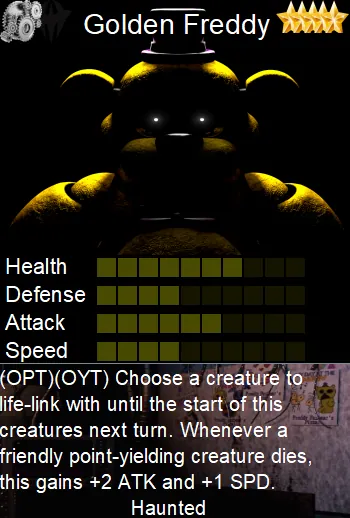 Golden Freddy
Health
Defense
Attack
Speed
(OPT)(OYT) Choose a creature to
life-link with until the start of this
creatures next turn. Whenever a
friendly point-yielding creature dies,
this gains +2 ATK and +1 SPD.
Haunted